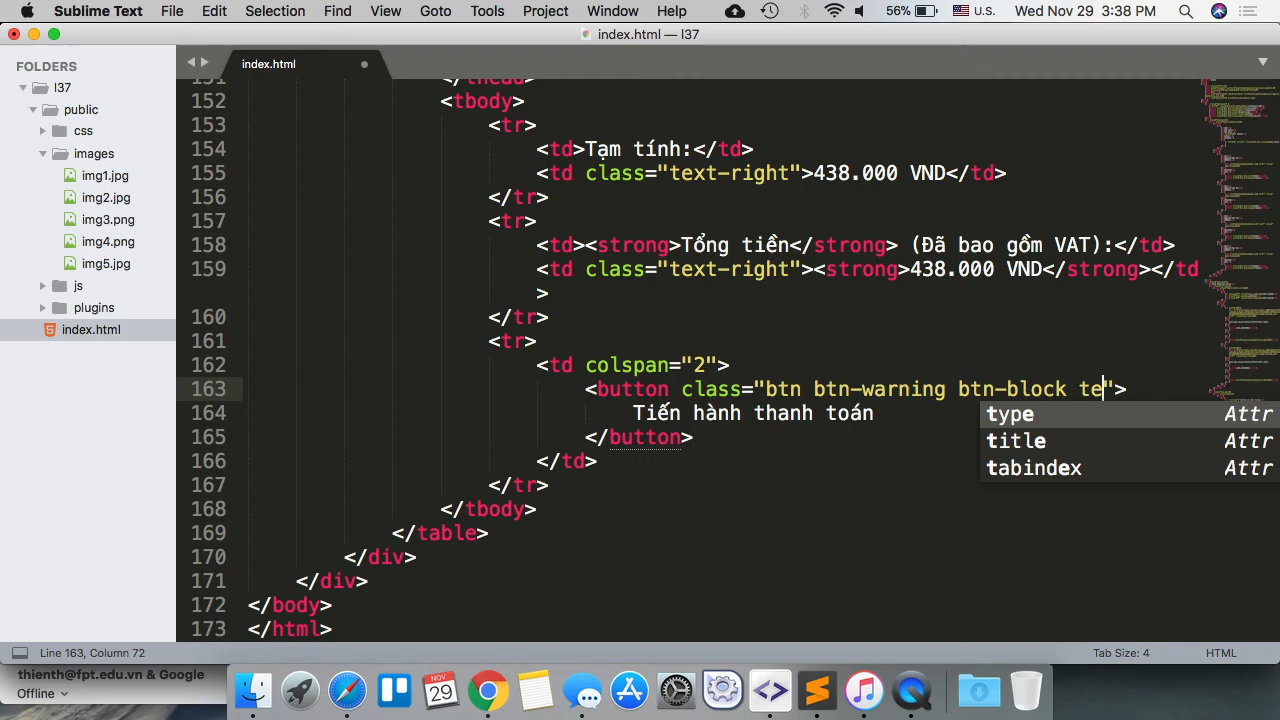 Sublime Text File Edit Selection Find View Goto Tools Project Window Help 56% U.S. Wed Nov 29 3:38 PM
index.html — l37
FOLDERS
l37
public
css
images
img1.jpg
img2.jpg
img3.png
img4.png
img5.jpg
js
plugins
index.html
index.html
151 </thead>
152 <tbody>
153 <tr>
154 <td>Tạm tính:</td>
155 <td class="text-right">438.000 VND</td>
156 </tr>
157 <tr>
158 <td><strong>Tổng tiền</strong> (Đã bao gồm VAT):</td>
159 <td class="text-right"><strong>438.000 VND</strong></td
>
160 </tr>
161 <tr>
162 <td colspan="2">
163 <button class="btn btn-warning btn-block te">
164 Tiến hành thanh toán
165 </button>
166 </td>
167 </tr>
168 </tbody>
169 </table>
170 </div>
171 </div>
172 </body>
173 </html>
type Attr
title Attr
tabindex Attr
Line 163, Column 72 Tab Size: 4 HTML
thienth@fpt.edu.vn & Google
Offline
NOV
29